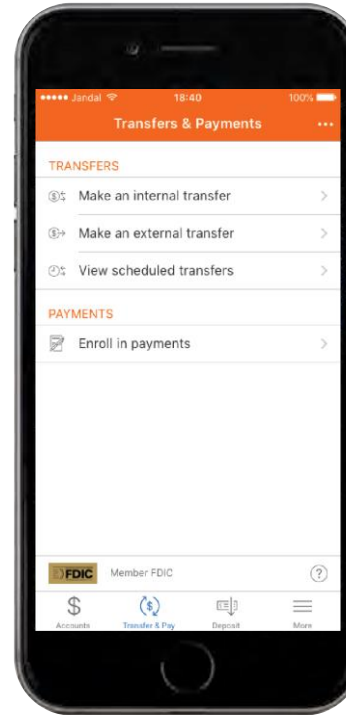 Jandal 18:40 100%
Transfers & Payments
TRANSFERS
Make an internal transfer
Make an external transfer
View scheduled transfers
PAYMENTS
Enroll in payments
FDIC Member FDIC ?
$ ($)
Accounts Transfer & Pay Deposit More